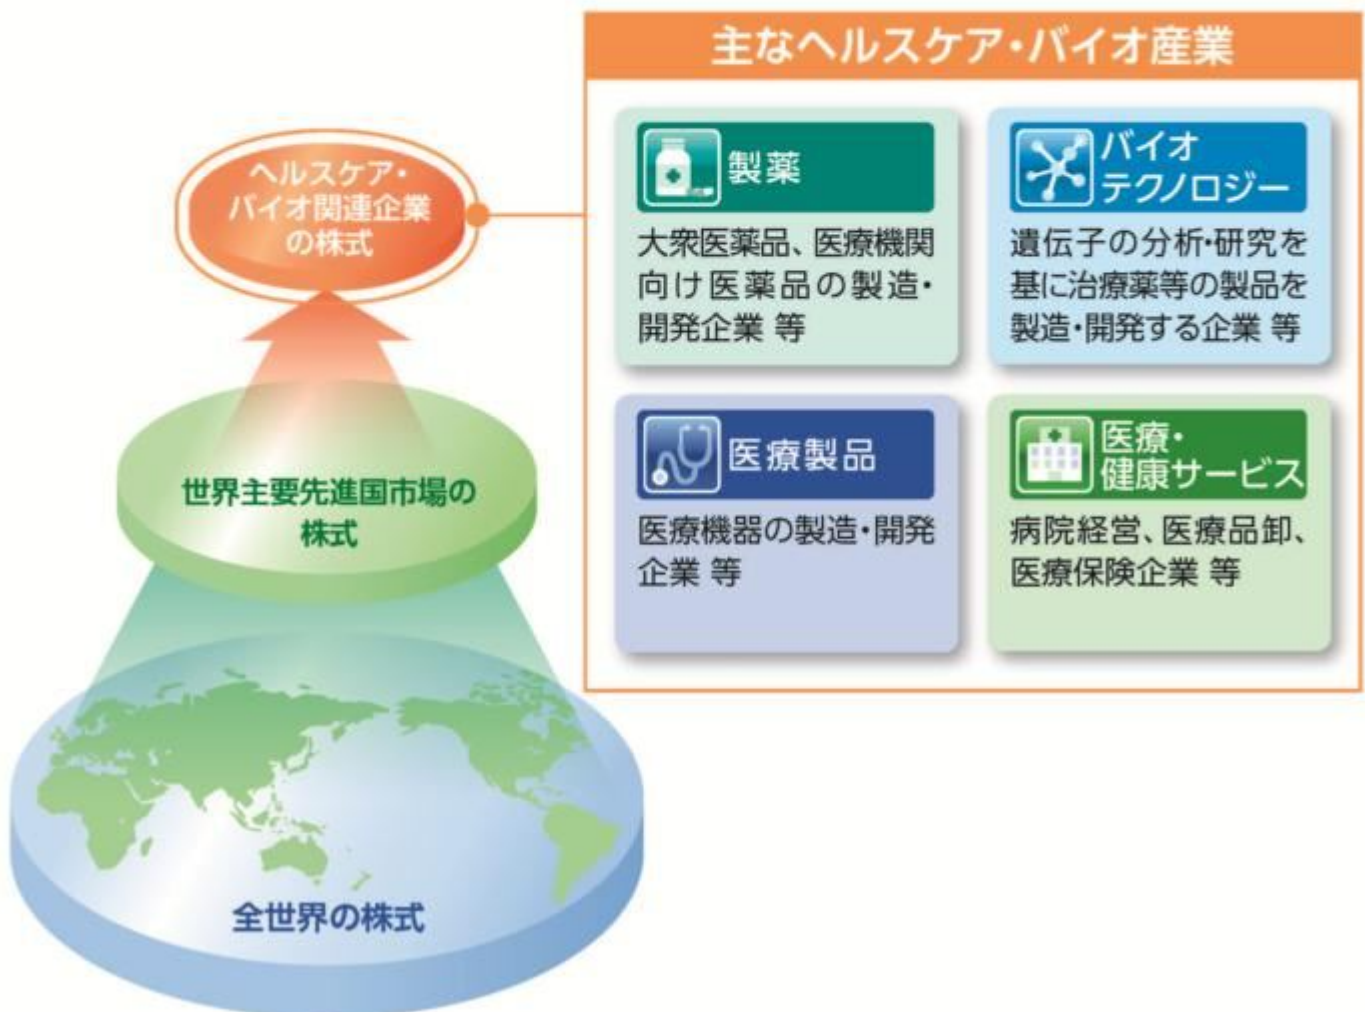 主なヘルスケア・バイオ産業
ヘルスケア・
バイオ関連企業
の株式
製薬
大衆医薬品、医療機関
向け医薬品の製造・
開発企業 等
バイオ
テクノロジー
遺伝子の分析・研究を
基に治療薬等の製品を
製造・開発する企業 等
医療製品
医療機器の製造・開発
企業 等
医療・
健康サービス
病院経営、医療品卸、
医療保険企業 等
世界主要先進国市場の
株式
全世界の株式